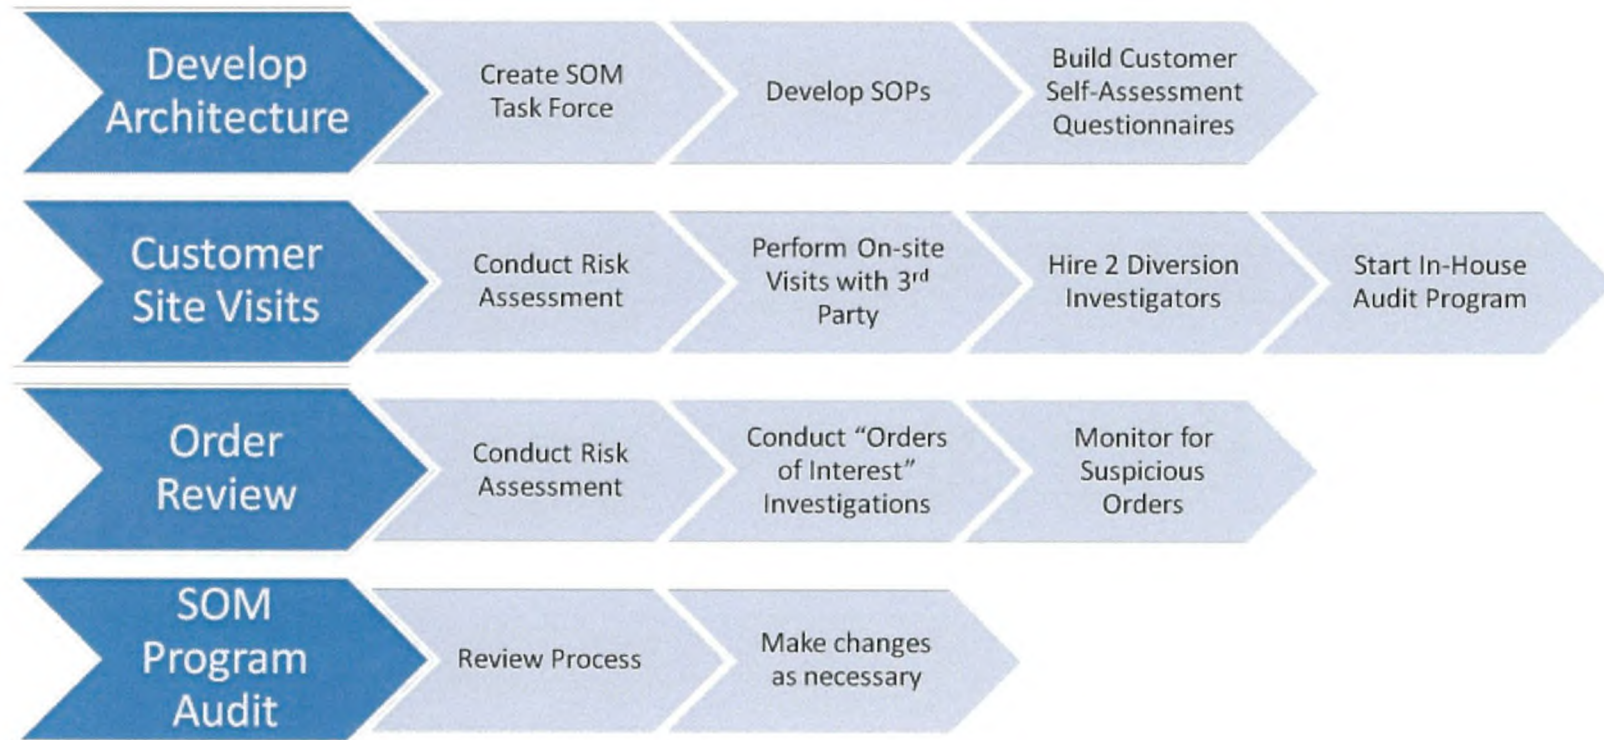 Develop
Architecture
Create SOM
Task Force
Develop SOPs
Build Customer
Self-Assessment
Questionnaires
Customer
Site Visits
Conduct Risk
Assessment
Perform On-site
Visits with 3rd
Party
Hire 2 Diversion
Investigators
Start In-House
Audit Program
Order
Review
Conduct Risk
Assessment
Conduct “Orders
of Interest”
Investigations
Monitor for
Suspicious
Orders
SOM
Program
Audit
Review Process
Make changes
as necessary